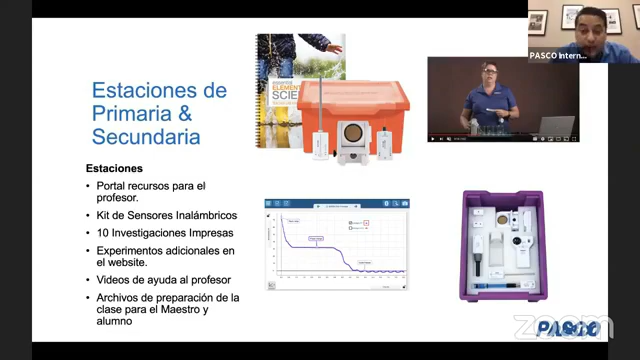 Estaciones de
Primaria &
Secundaria
Estaciones
• Portal recursos para el
profesor.
• Kit de Sensores Inalámbricos
• 10 Investigaciones Impresas
• Experimentos adicionales en
el website.
• Videos de ayuda al profesor
• Archivos de preparación de la
clase para el Maestro y
alumno
ELEMENTARY
PASCO Intern...
PASCO
zoom